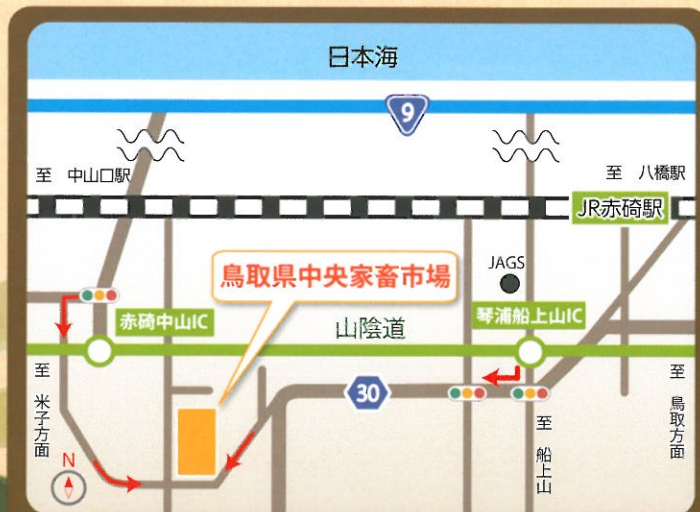 日本海
9
至 中山口駅
至 八橋駅
JR赤碕駅
鳥取県中央家畜市場
JAGS
赤碕中山IC
山陰道
琴浦船上山IC
30
至 米子方面
至 船上山
至 鳥取方面
N